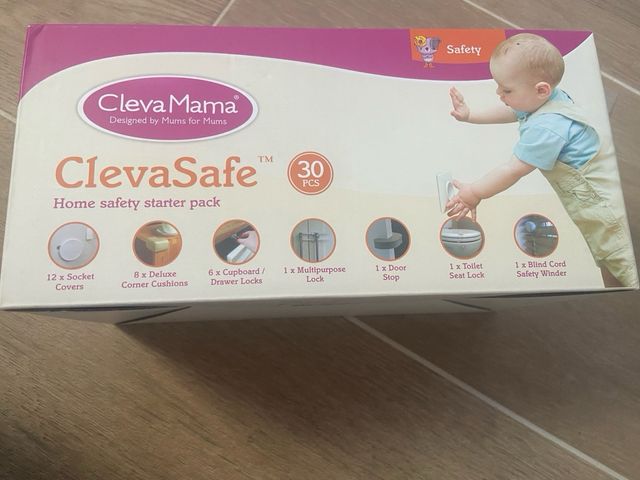 Safety
Cleva Mama®
Designed by Mums for Mums
ClevaSafe™
30
PCS
Home safety starter pack
12 x Socket
Covers
8 x Deluxe
Corner Cushions
6 x Cupboard /
Drawer Locks
1 x Multipurpose
Lock
1 x Door
Stop
1 x Toilet
Seat Lock
1 x Blind Cord
Safety Winder